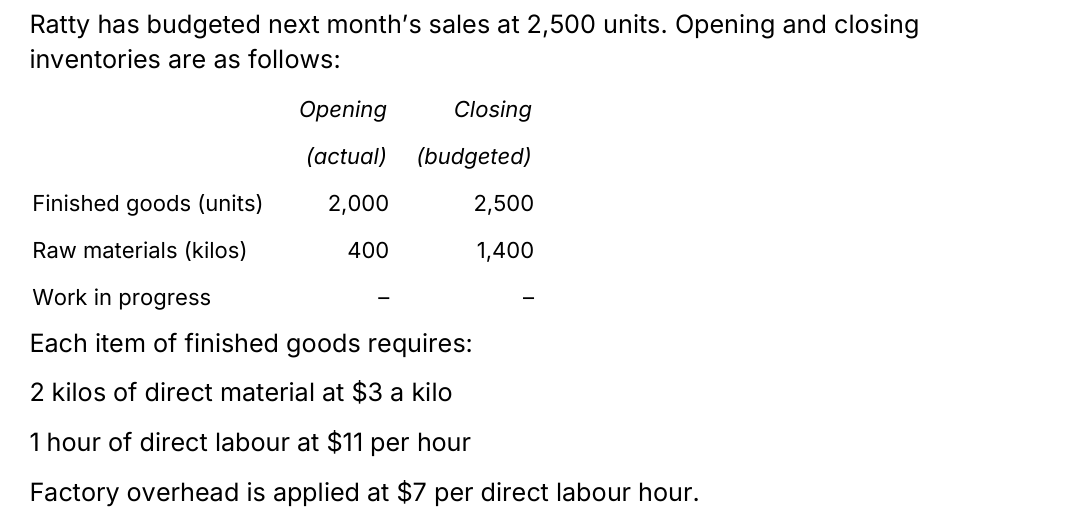 Ratty has budgeted next month's sales at 2,500 units. Opening and closing
inventories are as follows:
Opening Closing
(actual) (budgeted)
Finished goods (units) 2,000 2,500
Raw materials (kilos) 400 1,400
Work in progress – –
Each item of finished goods requires:
2 kilos of direct material at $3 a kilo
1 hour of direct labour at $11 per hour
Factory overhead is applied at $7 per direct labour hour.